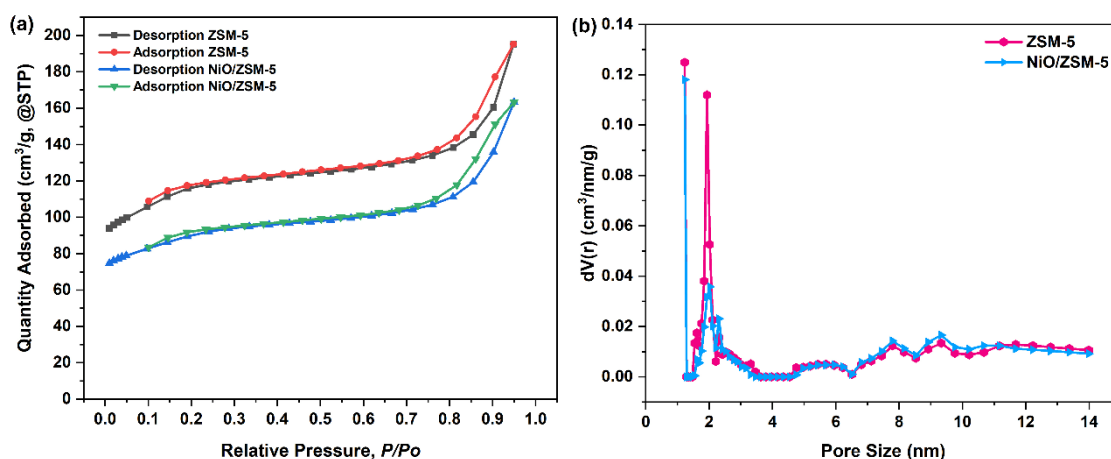 (a)
Desorption ZSM-5
Adsorption ZSM-5
Desorption NiO/ZSM-5
Adsorption NiO/ZSM-5
Quantity Adsorbed (cm³/g, @STP)
200
180
160
140
120
100
80
60
40
20
0
0.0 0.1 0.2 0.3 0.4 0.5 0.6 0.7 0.8 0.9 1.0
Relative Pressure, P/Po
(b)
ZSM-5
NiO/ZSM-5
dV(r) (cm³/nm/g)
0.14
0.12
0.10
0.08
0.06
0.04
0.02
0.00
0 2 4 6 8 10 12 14
Pore Size (nm)